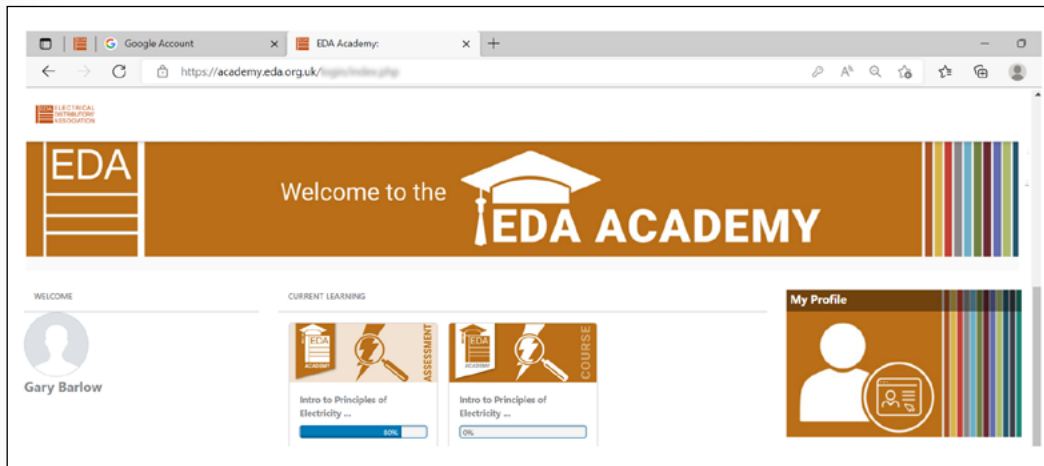 Google Account
EDA Academy:
https://academy.eda.org.uk/
EDA ELECTRICAL
DISTRIBUTORS'
ASSOCIATION
EDA
Welcome to the
EDA ACADEMY
WELCOME
CURRENT LEARNING
My Profile
EDA
ACADEMY
ASSESSMENT
EDA
ACADEMY
COURSE
Gary Barlow
Intro to Principles of
Electricity ...
80%
Intro to Principles of
Electricity ...
0%